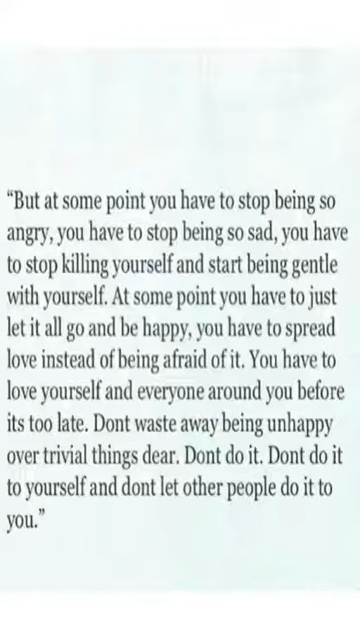 “But at some point you have to stop being so
angry, you have to stop being so sad, you have
to stop killing yourself and start being gentle
with yourself. At some point you have to just
let it all go and be happy, you have to spread
love instead of being afraid of it. You have to
love yourself and everyone around you before
its too late. Dont waste away being unhappy
over trivial things dear. Dont do it. Dont do it
to yourself and dont let other people do it to
you.”